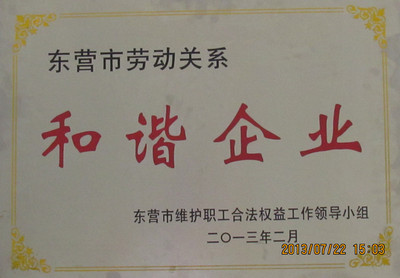 东营市劳动关系
和谐企业
东营市维护职工合法权益工作领导小组
二〇一三年二月
2013/07/22 15:03